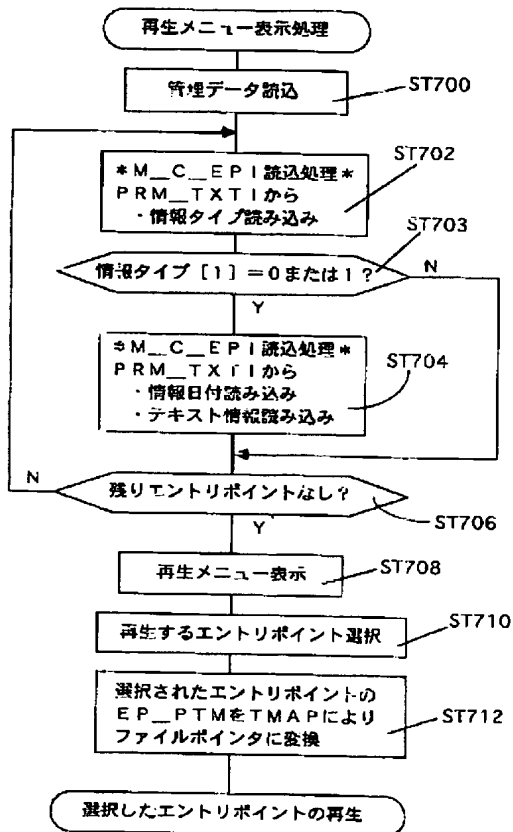 再生メニュー表示処理
管理データ読込
ST700
*M_C_EPI読込処理*
PRM_TXTIから
・情報タイプ読み込み
ST702
情報タイプ[1]=0または1?
ST703
N
Y
*M_C_EPI読込処理*
PRM_TXTIから
・情報日付読み込み
・テキスト情報読み込み
ST704
残りエントリポイントなし?
N
ST706
Y
再生メニュー表示
ST708
再生するエントリポイント選択
ST710
選択されたエントリポイントの
EP_PTMをTMAPにより
ファイルポインタに変換
ST712
選択したエントリポイントの再生